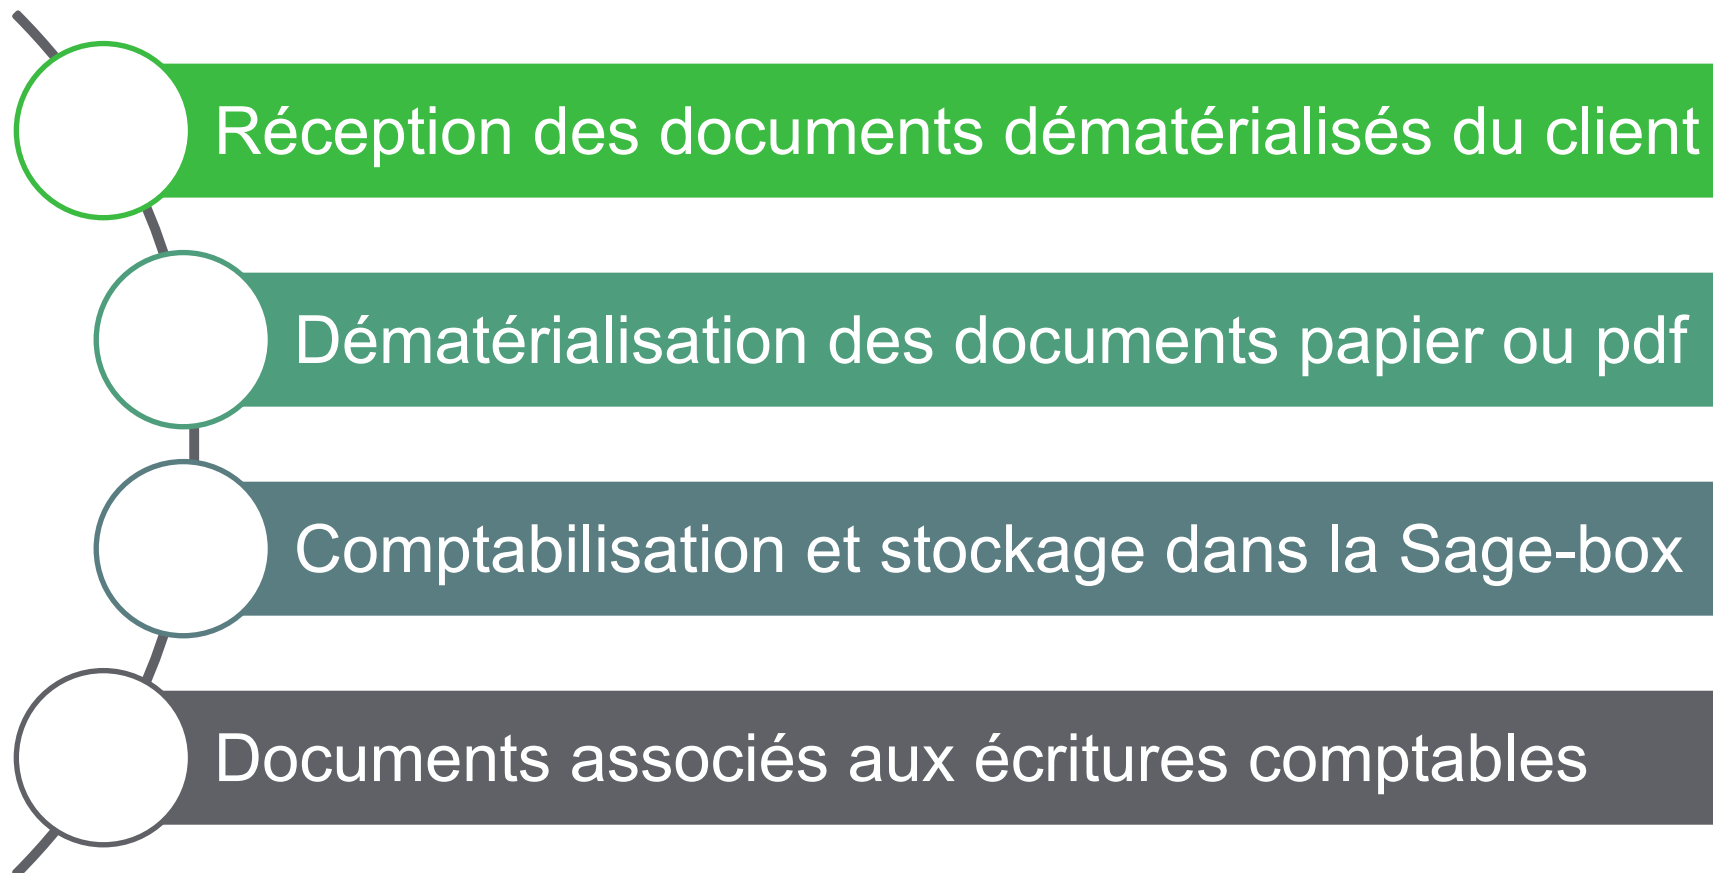 Réception des documents dématérialisés du client
Dématérialisation des documents papier ou pdf
Comptabilisation et stockage dans la Sage-box
Documents associés aux écritures comptables